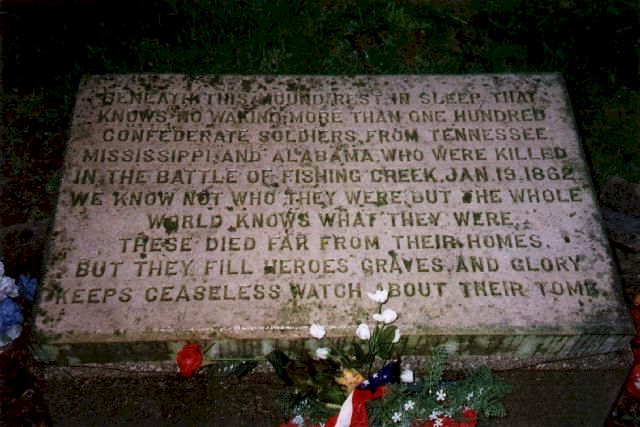 BENEATH THIS MOUND REST IN SLEEP THAT
KNOWS NO WAKING MORE THAN ONE HUNDRED
CONFEDERATE SOLDIERS FROM TENNESSEE,
MISSISSIPPI, AND ALABAMA, WHO WERE KILLED
IN THE BATTLE OF FISHING CREEK, JAN. 19, 1862.
WE KNOW NOT WHO THEY WERE, BUT THE WHOLE
WORLD KNOWS WHAT THEY WERE.
THESE DIED FAR FROM THEIR HOMES.
BUT THEY FILL HEROES' GRAVES, AND GLORY
KEEPS CEASELESS WATCH ABOUT THEIR TOMB.